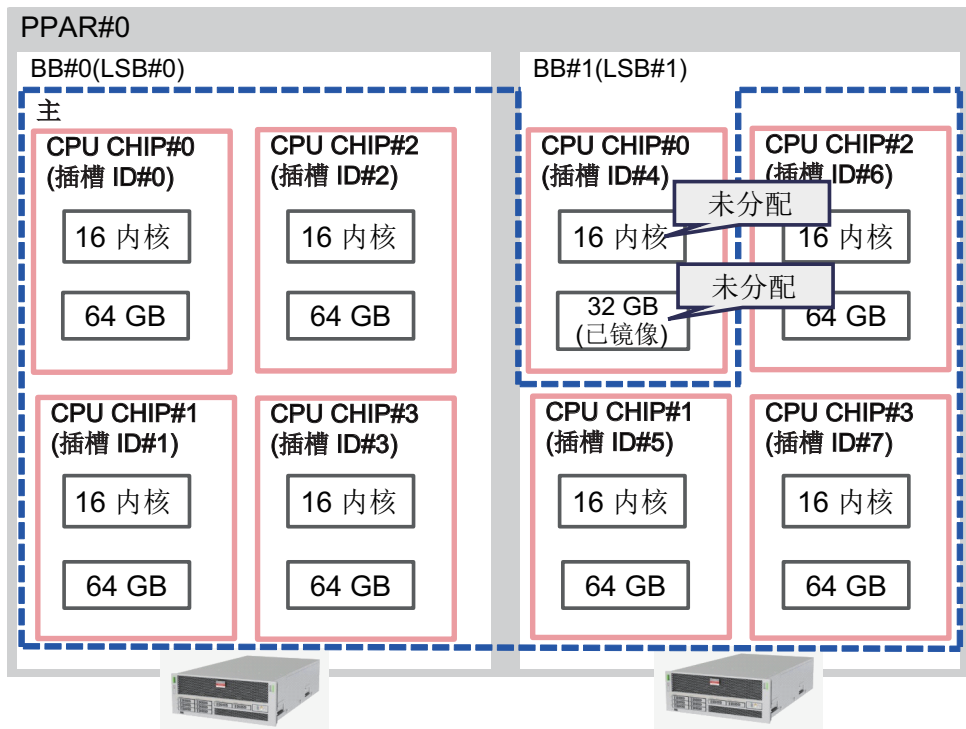 PPAR#0
BB#0(LSB#0)
主
CPU CHIP#0
(插槽 ID#0)
16 内核
64 GB
CPU CHIP#2
(插槽 ID#2)
16 内核
64 GB
CPU CHIP#1
(插槽 ID#1)
16 内核
64 GB
CPU CHIP#3
(插槽 ID#3)
16 内核
64 GB
BB#1(LSB#1)
CPU CHIP#0
(插槽 ID#4)
未分配
16 内核
未分配
32 GB
(已镜像)
CPU CHIP#2
(插槽 ID#6)
16 内核
64 GB
CPU CHIP#1
(插槽 ID#5)
16 内核
64 GB
CPU CHIP#3
(插槽 ID#7)
16 内核
64 GB